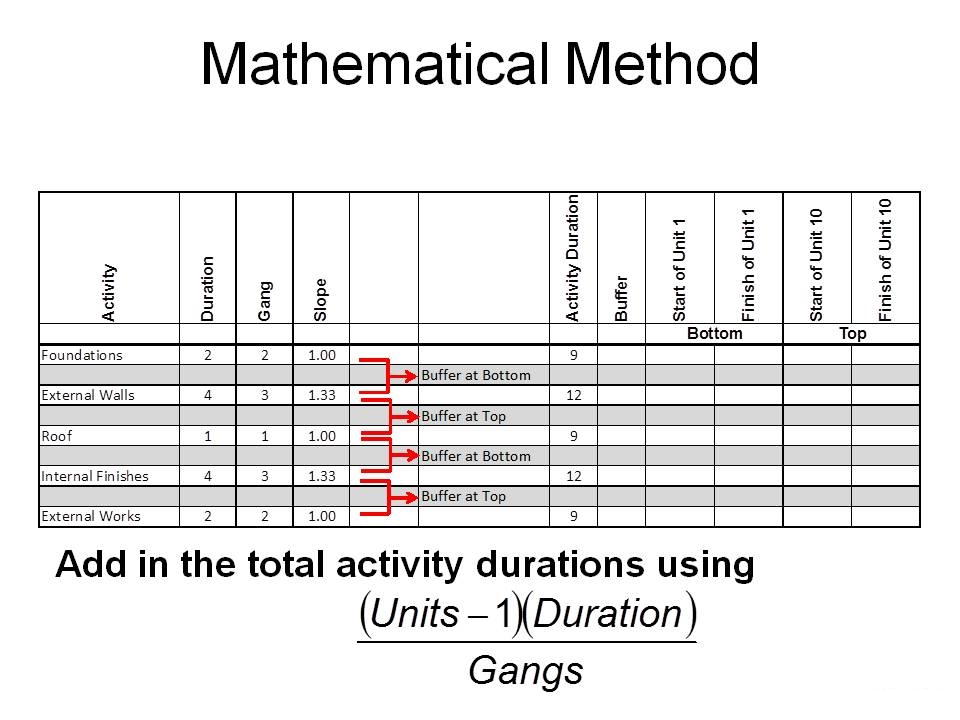 Mathematical Method
Activity Duration Gang Slope Activity Duration Buffer Start of Unit 1 Finish of Unit 1 Start of Unit 10 Finish of Unit 10
Bottom Top
Foundations 2 2 1.00 9
Buffer at Bottom
External Walls 4 3 1.33 12
Buffer at Top
Roof 1 1 1.00 9
Buffer at Bottom
Internal Finishes 4 3 1.33 12
Buffer at Top
External Works 2 2 1.00 9
Add in the total activity durations using
(Units – 1)(Duration)
Gangs